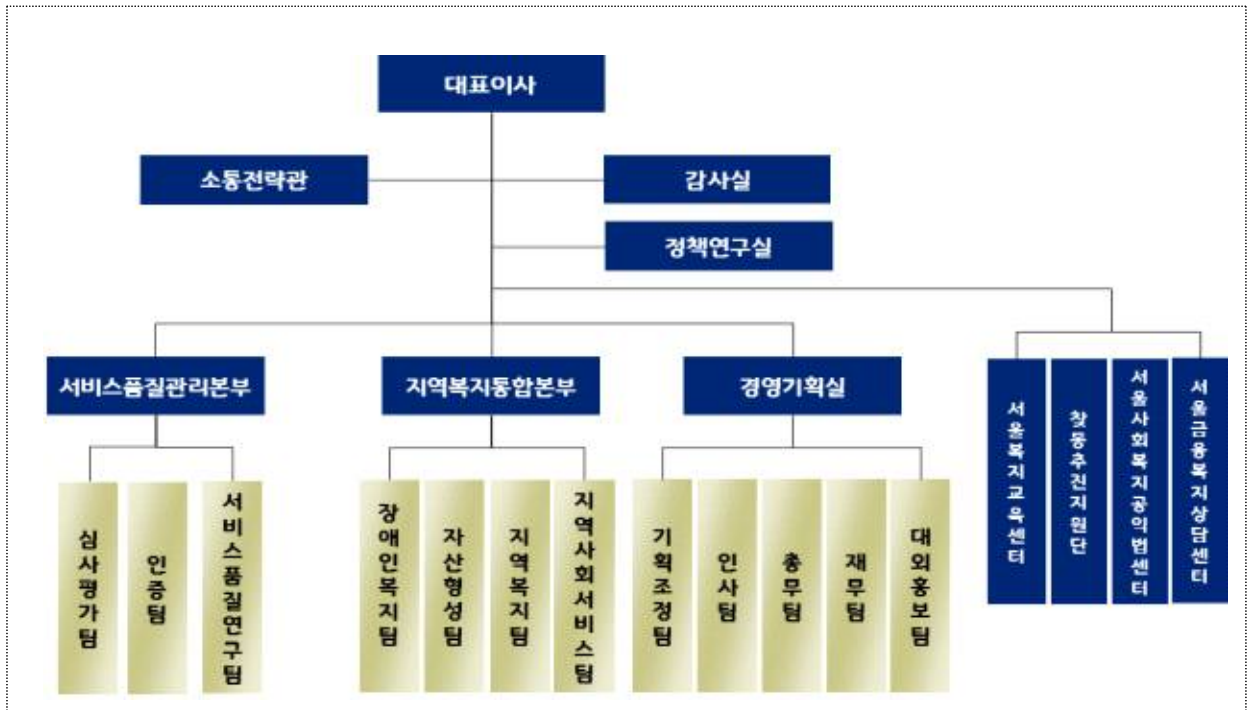 대표이사
소통전략관
감사실
정책연구실
서비스품질관리본부
지역복지통합본부
경영기획실
서울복지교육센터
찾동추진지원단
서울사회복지공익법센터
서울금융복지상담센터
심사평가팀
인증팀
서비스품질연구팀
장애인복지팀
자산형성팀
지역복지팀
지역사회서비스팀
기획조정팀
인사팀
총무팀
재무팀
대외홍보팀